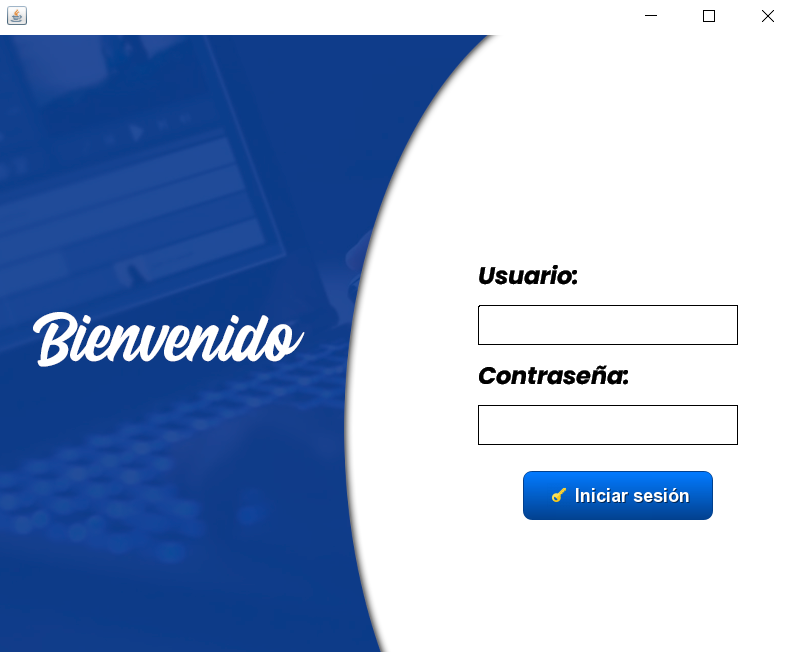 Bienvenido
Usuario:
Contraseña:
Iniciar sesión